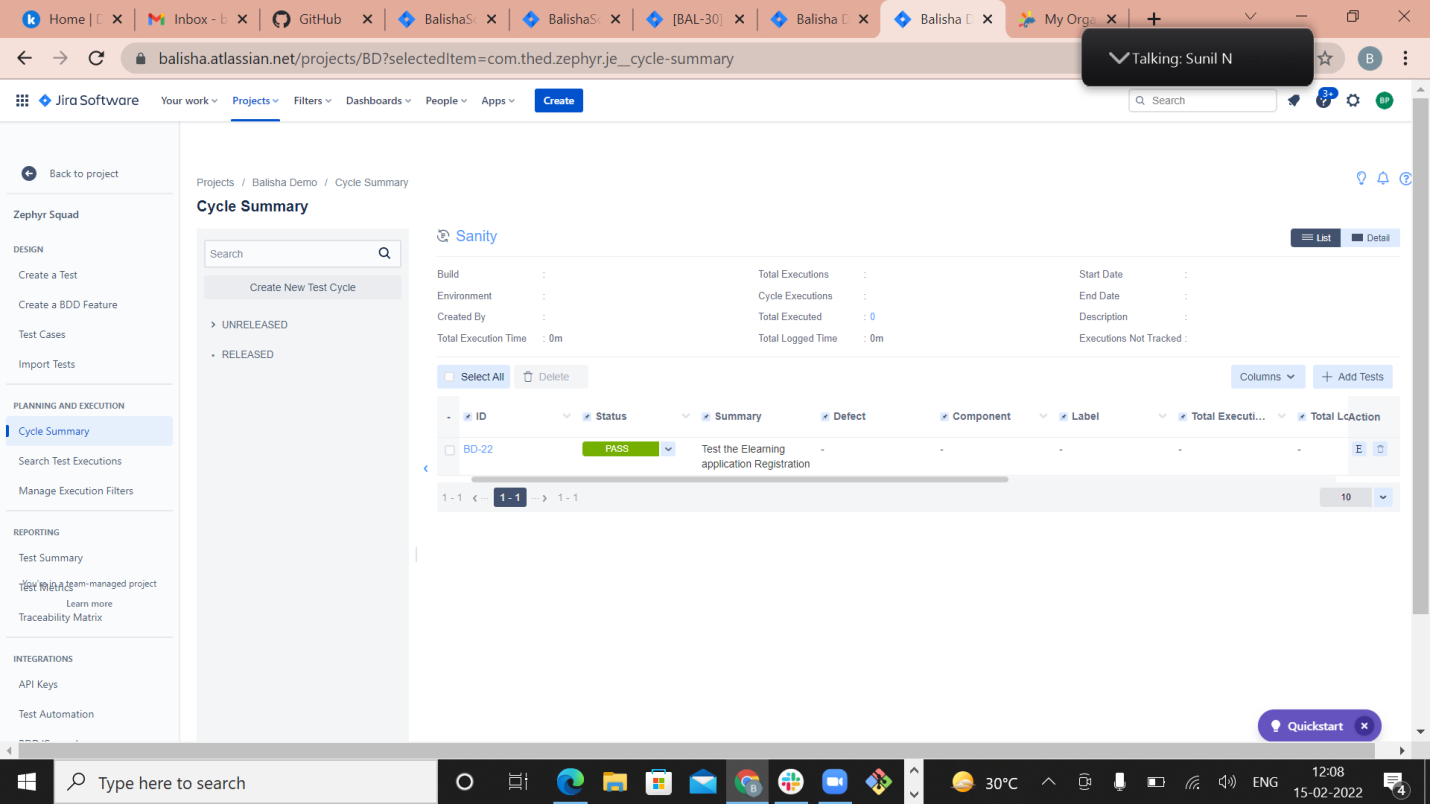 Home | D
Inbox - b
GitHub
BalishaSc
BalishaSc
[BAL-30]
Balisha D
Balisha D
My Orga
balisha.atlassian.net/projects/BD?selectedItem=com.thed.zephyr.je__cycle-summary
Talking: Sunil N
B
Jira Software
Your work
Projects
Filters
Dashboards
People
Apps
Create
Search
3+
BP
Back to project
Zephyr Squad
DESIGN
Create a Test
Create a BDD Feature
Test Cases
Import Tests
PLANNING AND EXECUTION
Cycle Summary
Search Test Executions
Manage Execution Filters
REPORTING
Test Summary
You're in a team-managed project
Test Metrics
Learn more
Traceability Matrix
INTEGRATIONS
API Keys
Test Automation
Projects / Balisha Demo / Cycle Summary
Cycle Summary
Search
Create New Test Cycle
UNRELEASED
RELEASED
Sanity
List
Detail
Build :
Total Executions :
Start Date :
Environment :
Cycle Executions :
End Date :
Created By :
Total Executed : 0
Description :
Total Execution Time : 0m
Total Logged Time : 0m
Executions Not Tracked :
Select All
Delete
Columns
Add Tests
- ID Status Summary Defect Component Label Total Executi... Total Lo Action
BD-22 PASS Test the Elearning - - - - - E
application Registration
1 - 1 1 - 1 1 - 1
10
Quickstart
Type here to search
B
30°C
ENG
12:08
15-02-2022
4